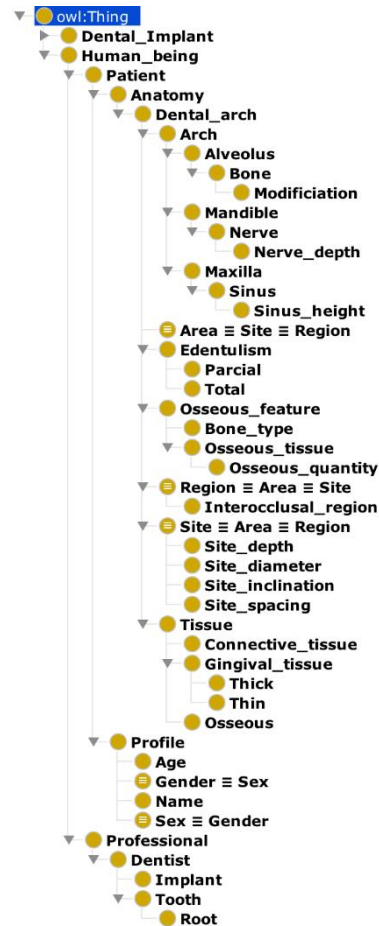 owl:Thing
Dental_Implant
Human_being
Patient
Anatomy
Dental_arch
Arch
Alveolus
Bone
Modificiation
Mandible
Nerve
Nerve_depth
Maxilla
Sinus
Sinus_height
Area ≡ Site ≡ Region
Edentulism
Parcial
Total
Osseous_feature
Bone_type
Osseous_tissue
Osseous_quantity
Region ≡ Area ≡ Site
Interocclusal_region
Site ≡ Area ≡ Region
Site_depth
Site_diameter
Site_inclination
Site_spacing
Tissue
Connective_tissue
Gingival_tissue
Thick
Thin
Osseous
Profile
Age
Gender ≡ Sex
Name
Sex ≡ Gender
Professional
Dentist
Implant
Tooth
Root